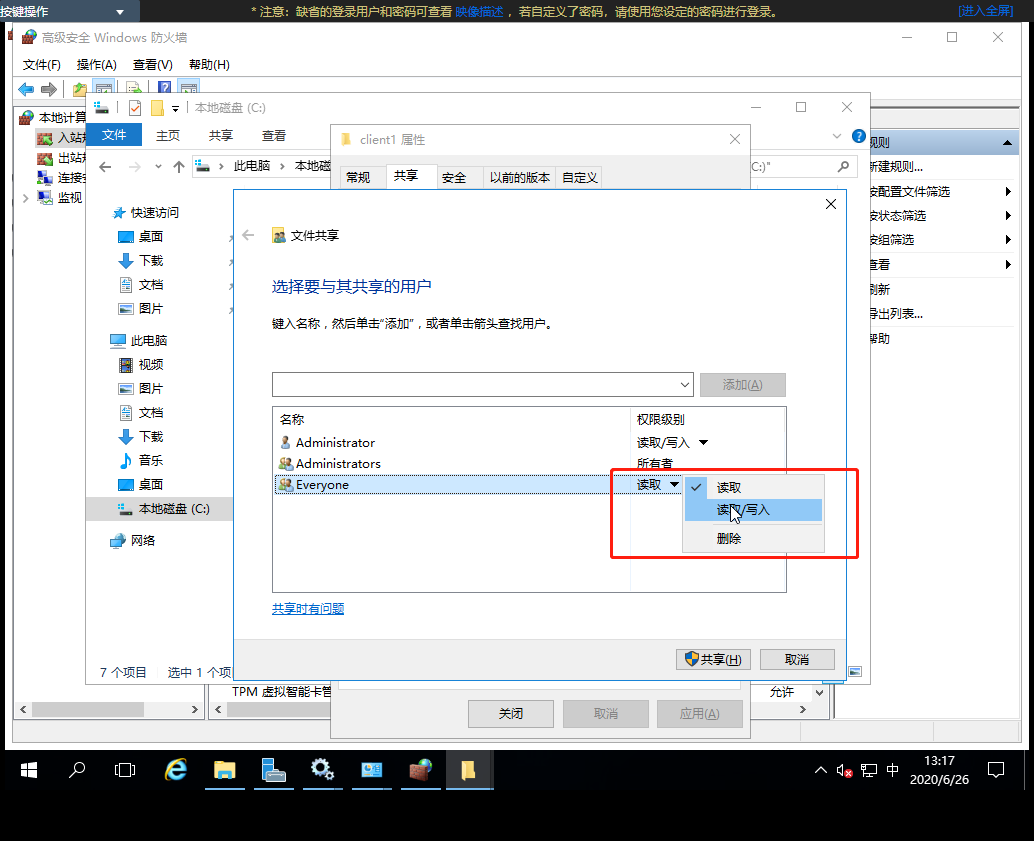 按键操作
* 注意: 缺省的登录用户和密码可查看 映像描述 ，若自定义了密码，请使用您设定的密码进行登录。
[进入全屏]
高级安全 Windows 防火墙
文件(F) 操作(A) 查看(V) 帮助(H)
本地计算
入站规
出站规
连接安
监视
本地磁盘 (C:)
文件 主页 共享 查看
此电脑 本地磁
C:)"
快速访问
桌面
下载
文档
图片
此电脑
视频
图片
文档
下载
音乐
桌面
本地磁盘 (C:)
网络
7 个项目 选中 1 个项
client1 属性
常规 共享 安全 以前的版本 自定义
文件共享
选择要与其共享的用户
键入名称，然后单击"添加"，或者单击箭头查找用户。
添加(A)
名称 权限级别
Administrator 读取/写入
Administrators 所有者
Everyone 读取
读取
读取/写入
删除
共享时有问题
共享(H) 取消
规则
新建规则...
按配置文件筛选
按状态筛选
按组筛选
查看
刷新
导出列表...
帮助
TPM 虚拟智能卡管 允许
关闭 取消 应用(A)
中
13:17
2020/6/26